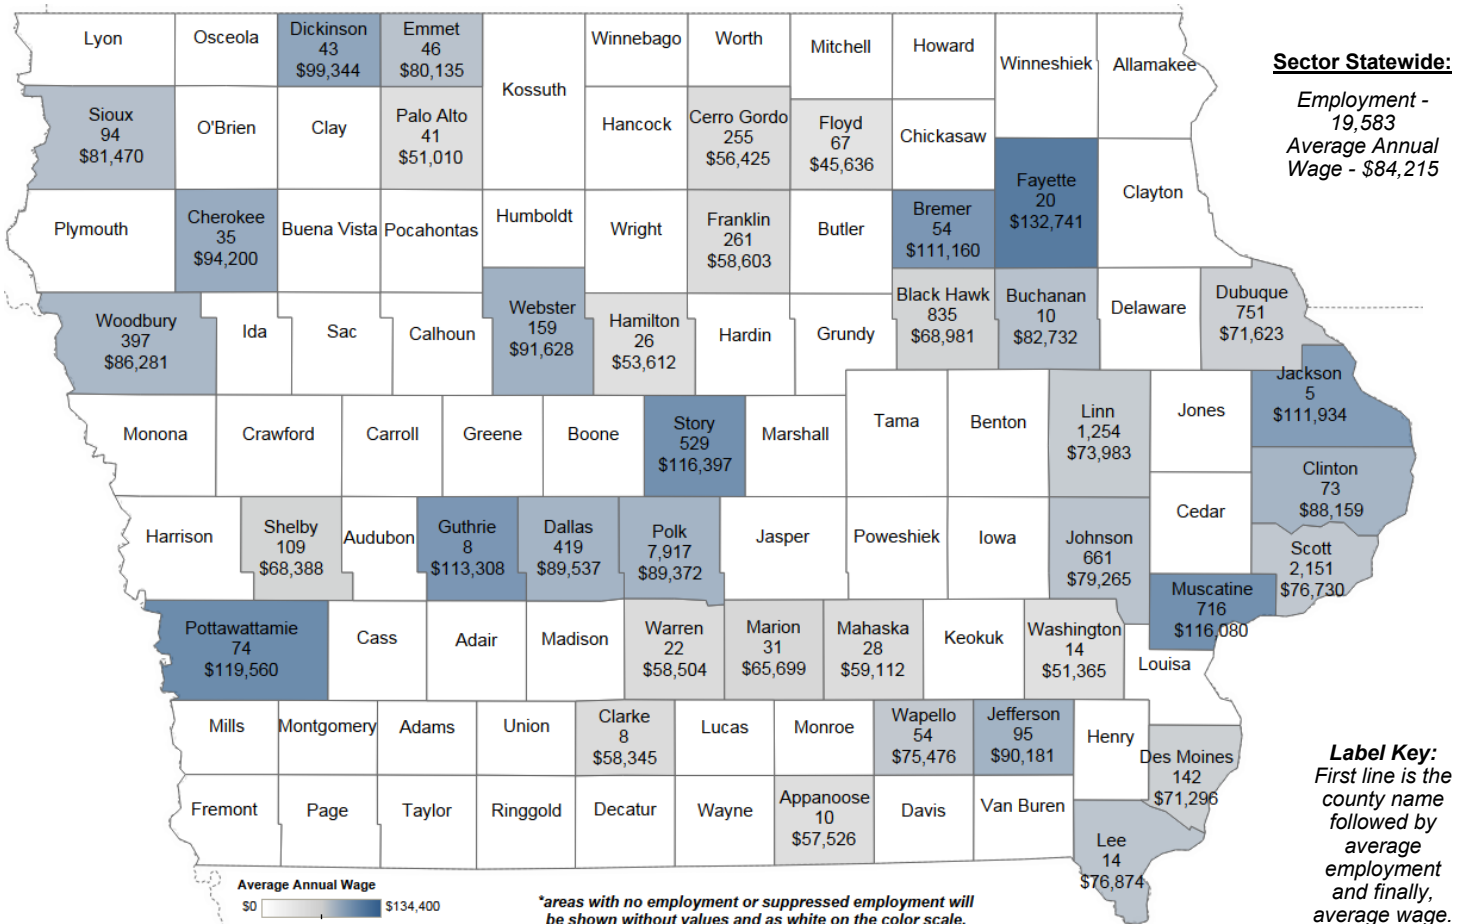 Lyon
Osceola
Dickinson
43
$99,344
Emmet
46
$80,135
Kossuth
Winnebago
Worth
Mitchell
Howard
Winneshiek
Allamakee
Sector Statewide:
Employment -
19,583
Average Annual
Wage - $84,215
Sioux
94
$81,470
O'Brien
Clay
Palo Alto
41
$51,010
Hancock
Cerro Gordo
255
$56,425
Floyd
67
$45,636
Chickasaw
Fayette
20
$132,741
Clayton
Plymouth
Cherokee
35
$94,200
Buena Vista
Pocahontas
Humboldt
Wright
Franklin
261
$58,603
Butler
Bremer
54
$111,160
Woodbury
397
$86,281
Ida
Sac
Calhoun
Webster
159
$91,628
Hamilton
26
$53,612
Hardin
Grundy
Black Hawk
835
$68,981
Buchanan
10
$82,732
Delaware
Dubuque
751
$71,623
Jackson
5
$111,934
Monona
Crawford
Carroll
Greene
Boone
Story
529
$116,397
Marshall
Tama
Benton
Linn
1,254
$73,983
Jones
Clinton
73
$88,159
Harrison
Shelby
109
$68,388
Audubon
Guthrie
8
$113,308
Dallas
419
$89,537
Polk
7,917
$89,372
Jasper
Poweshiek
Iowa
Johnson
661
$79,265
Cedar
Scott
2,151
$76,730
Muscatine
716
$116,080
Pottawattamie
74
$119,560
Cass
Adair
Madison
Warren
22
$58,504
Marion
31
$65,699
Mahaska
28
$59,112
Keokuk
Washington
14
$51,365
Louisa
Mills
Montgomery
Adams
Union
Clarke
8
$58,345
Lucas
Monroe
Wapello
54
$75,476
Jefferson
95
$90,181
Henry
Des Moines
142
$71,296
Fremont
Page
Taylor
Ringgold
Decatur
Wayne
Appanoose
10
$57,526
Davis
Van Buren
Lee
14
$76,874
Label Key:
First line is the
county name
followed by
average
employment
and finally,
average wage.
Average Annual Wage
$0
$134,400
*areas with no employment or suppressed employment will
be shown without values and as white on the color scale.